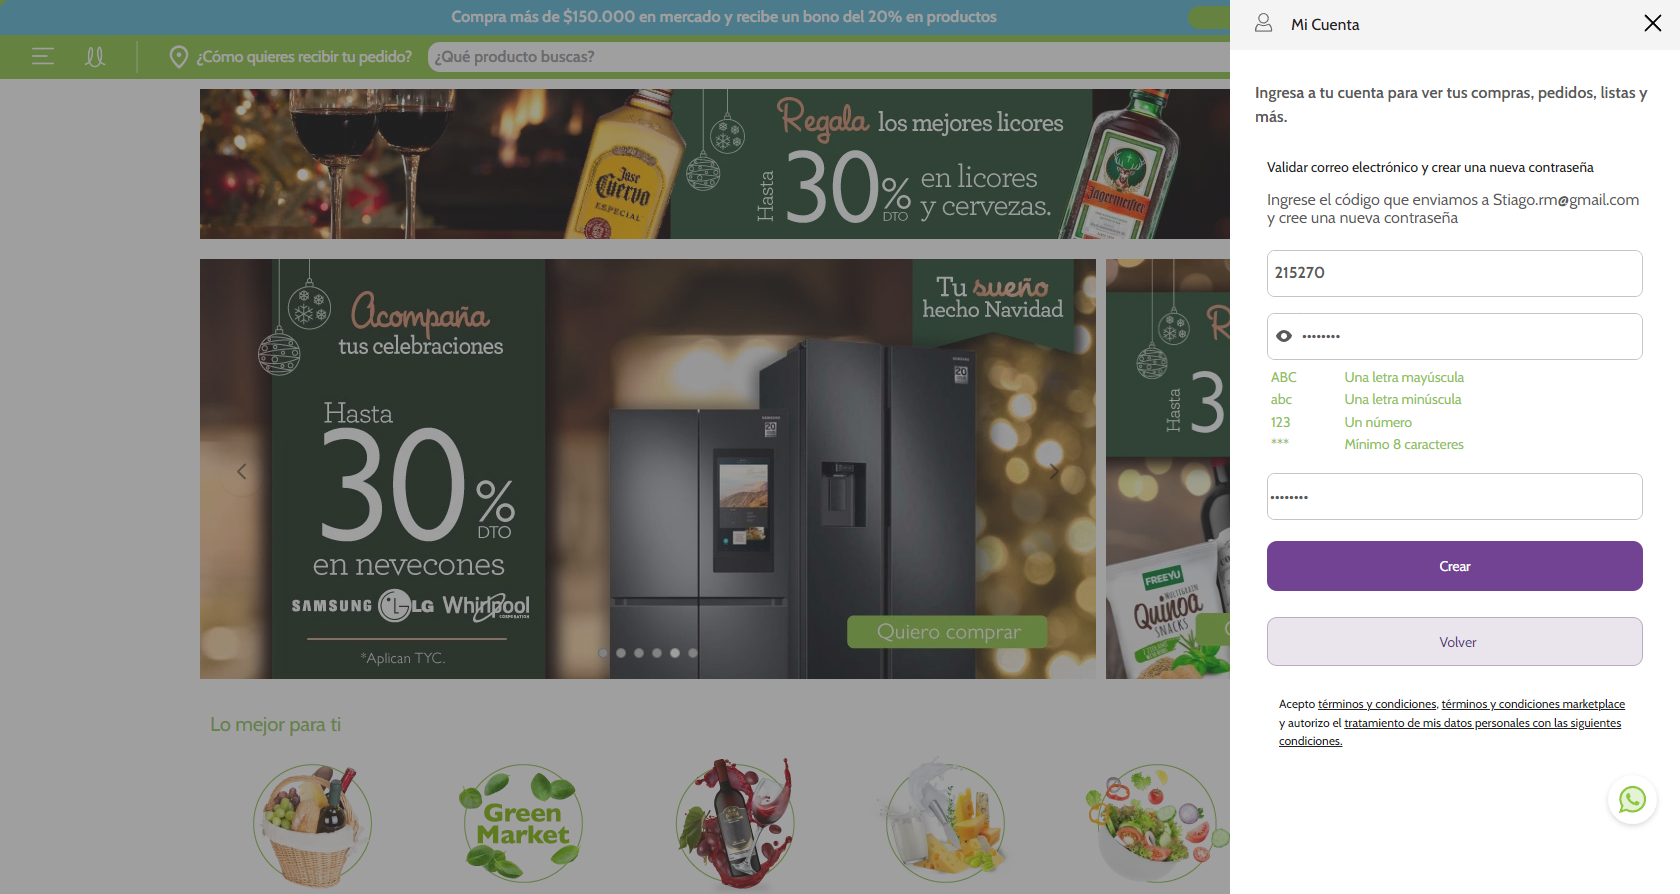 Compra más de $150.000 en mercado y recibe un bono del 20% en productos
¿Cómo quieres recibir tu pedido?
¿Qué producto buscas?
Jose
Cuervo
ESPECIAL
Regala los mejores licores
Hasta
30%
DTO
en licores
y cervezas.
Jägermeister
Acompaña
tus celebraciones
Hasta
30%
DTO
en nevecones
SAMSUNG LG Whirlpool
CORPORATION
*Aplican TYC.
Tu sueño
hecho Navidad
SAMSUNG
20
SAMSUNG
20
Quiero comprar
R
Hasta
3
FREEYU
MULTIGRAIN
Quinoa
SNACKS
Lo mejor para ti
Green
Market
Mi Cuenta
Ingresa a tu cuenta para ver tus compras, pedidos, listas y
más.
Validar correo electrónico y crear una nueva contraseña
Ingrese el código que enviamos a Stiago.rm@gmail.com
y cree una nueva contraseña
215270
••••••••
ABC Una letra mayúscula
abc Una letra minúscula
123 Un número
*** Mínimo 8 caracteres
••••••••
Crear
Volver
Acepto términos y condiciones, términos y condiciones marketplace
y autorizo el tratamiento de mis datos personales con las siguientes
condiciones.